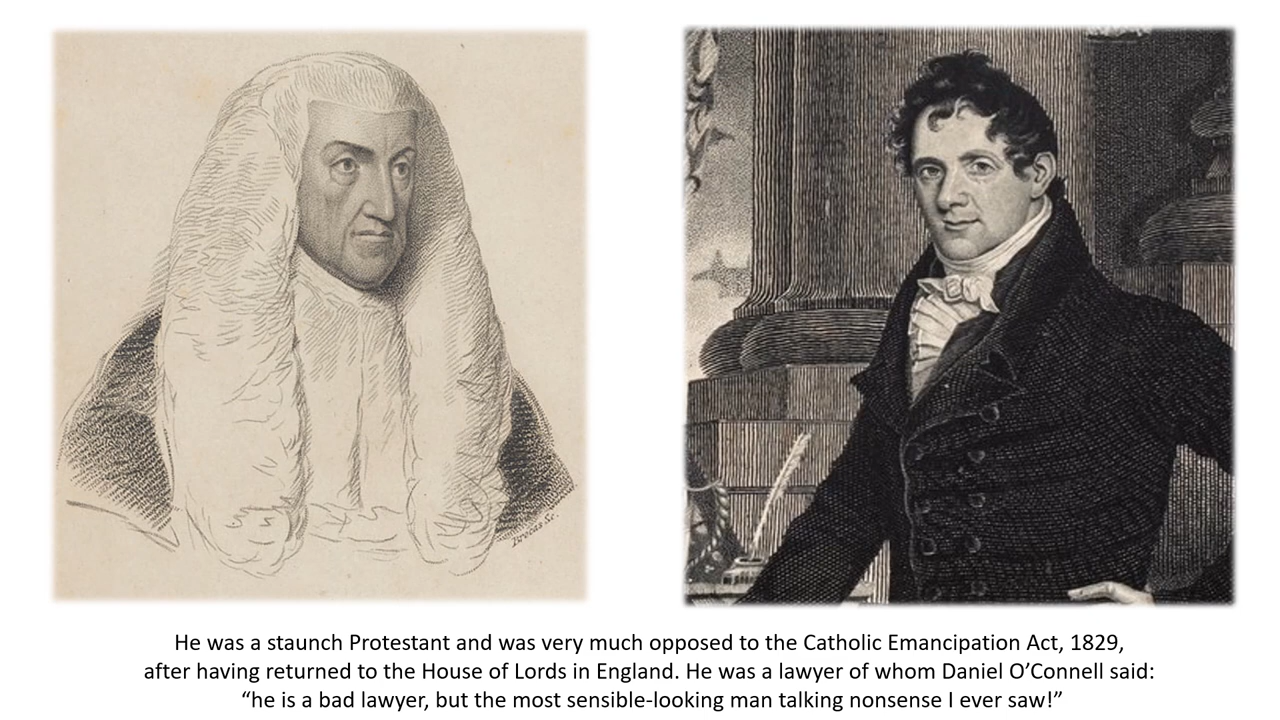 Brocas Sc.
He was a staunch Protestant and was very much opposed to the Catholic Emancipation Act, 1829,
after having returned to the House of Lords in England. He was a lawyer of whom Daniel O’Connell said:
“he is a bad lawyer, but the most sensible-looking man talking nonsense I ever saw!”